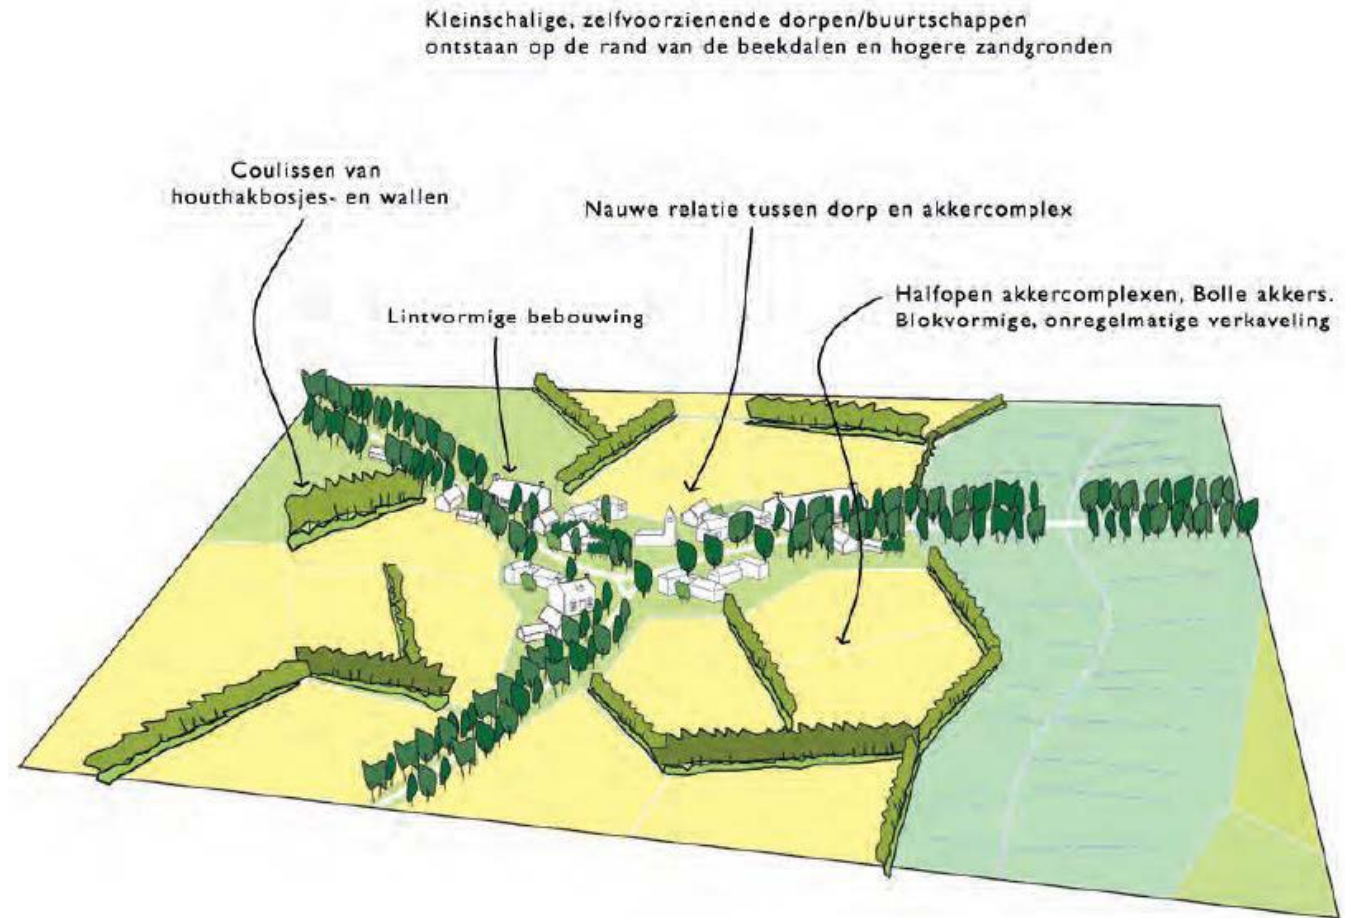 Kleinschalige, zelfvoorzienende dorpen/buurtschappen
ontstaan op de rand van de beekdalen en hogere zandgronden
Coulissen van
houthakbosjes- en wallen
Nauwe relatie tussen dorp en akkercomplex
Halfopen akkercomplexen, Bolle akkers.
Blokvormige, onregelmatige verkaveling
Lintvormige bebouwing